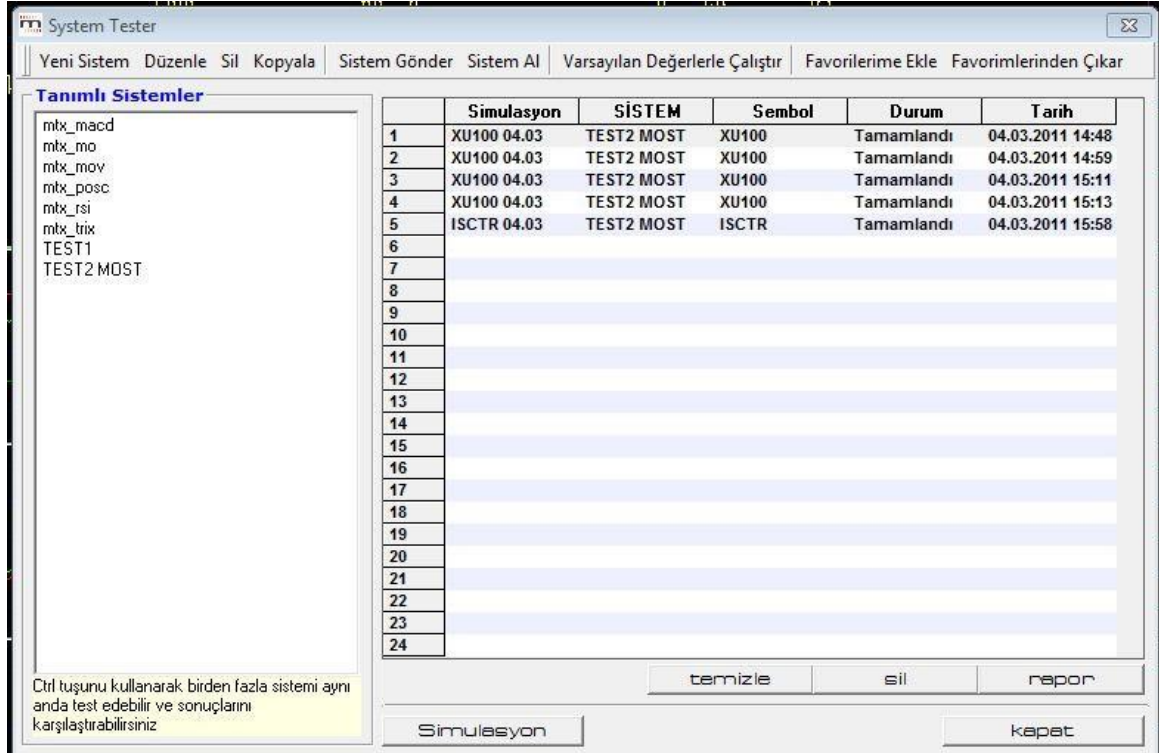 System Tester
Yeni Sistem Düzenle Sil Kopyala Sistem Gönder Sistem Al Varsayılan Değerlerle Çalıştır Favorilerime Ekle Favorimlerinden Çıkar
Tanımlı Sistemler
mtx_macd
mtx_mo
mtx_mov
mtx_posc
mtx_rsi
mtx_trix
TEST1
TEST2 MOST
Ctrl tuşunu kullanarak birden fazla sistemi aynı
anda test edebilir ve sonuçlarını
karşılaştırabilirsiniz
Simulasyon SİSTEM Sembol Durum Tarih
1 XU100 04.03 TEST2 MOST XU100 Tamamlandı 04.03.2011 14:48
2 XU100 04.03 TEST2 MOST XU100 Tamamlandı 04.03.2011 14:59
3 XU100 04.03 TEST2 MOST XU100 Tamamlandı 04.03.2011 15:11
4 XU100 04.03 TEST2 MOST XU100 Tamamlandı 04.03.2011 15:13
5 ISCTR 04.03 TEST2 MOST ISCTR Tamamlandı 04.03.2011 15:58
6
7
8
9
10
11
12
13
14
15
16
17
18
19
20
21
22
23
24
temizle sil rapor
Simulasyon kapat